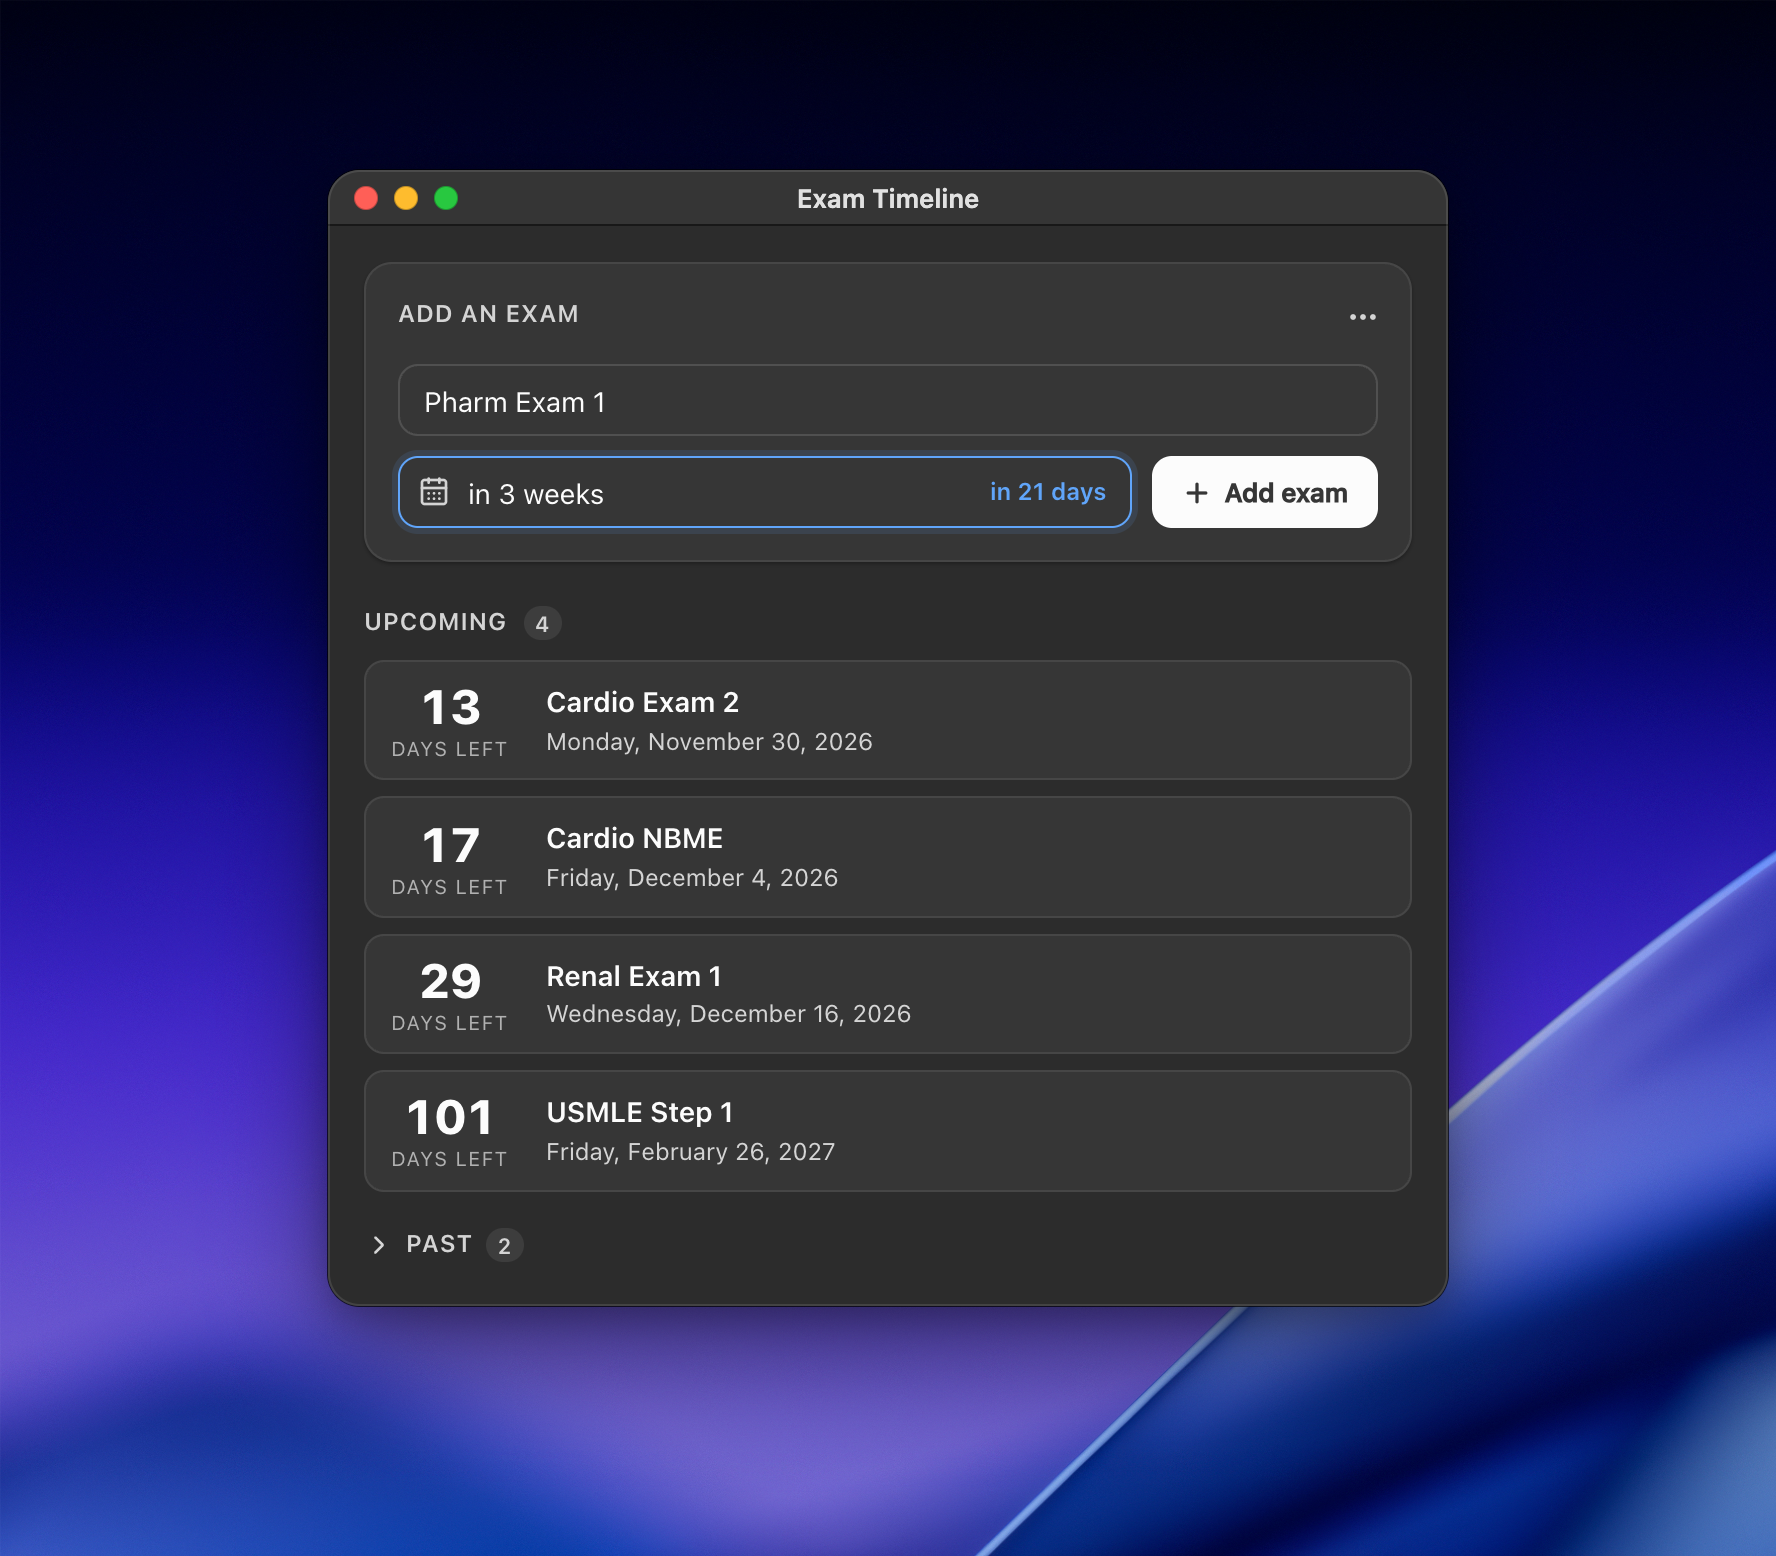 Exam Timeline
ADD AN EXAM
Pharm Exam 1
in 3 weeks in 21 days
+ Add exam
UPCOMING 4
13
DAYS LEFT
Cardio Exam 2
Monday, November 30, 2026
17
DAYS LEFT
Cardio NBME
Friday, December 4, 2026
29
DAYS LEFT
Renal Exam 1
Wednesday, December 16, 2026
101
DAYS LEFT
USMLE Step 1
Friday, February 26, 2027
PAST 2